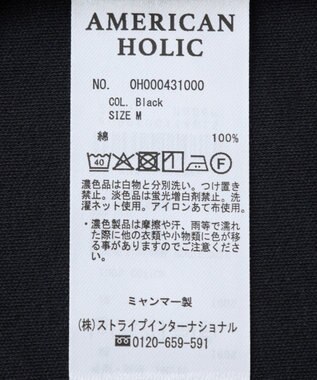 AMERICAN
HOLIC
NO. 0H000431000
COL. Black
SIZE M
綿 100%
40 F
濃色品は白物と分別洗い。つけ置き
禁止。淡色品は蛍光増白剤禁止。洗
濯ネット使用。アイロンあて布使用。
・濃色製品は摩擦や汗、雨等で濡れ
た際に他の衣類や小物類に色が移
る事がありますのでお避け下さ
い。
ミャンマー製
(株)ストライプインターナショナル
0120-659-591